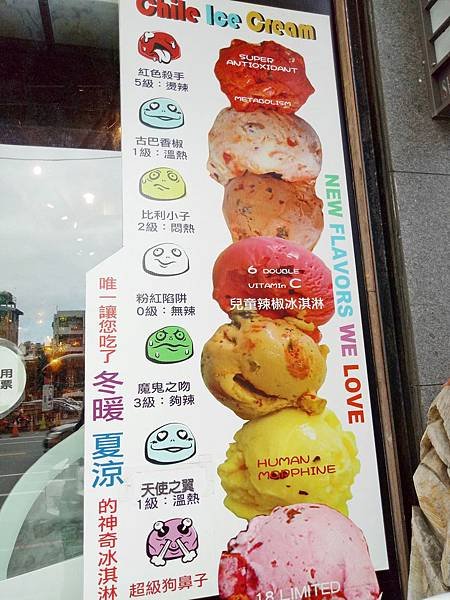 Chile Ice Cream
紅色殺手
5級：燙辣
古巴香椒
1級：溫熱
比利小子
2級：悶熱
粉紅陷阱
0級：無辣
魔鬼之吻
3級：夠辣
天使之翼
1級：溫熱
超級狗鼻子
唯一讓您吃了 冬暖 夏涼 的神奇冰淇淋
SUPER
ANTIOXIDANT
METABOLISM
6 DOUBLE
VITAMIn C
兒童辣椒冰淇淋
HUMAN
MORPHINE
18 LIMITED
NEW FLAVORS WE LOVE
用
票